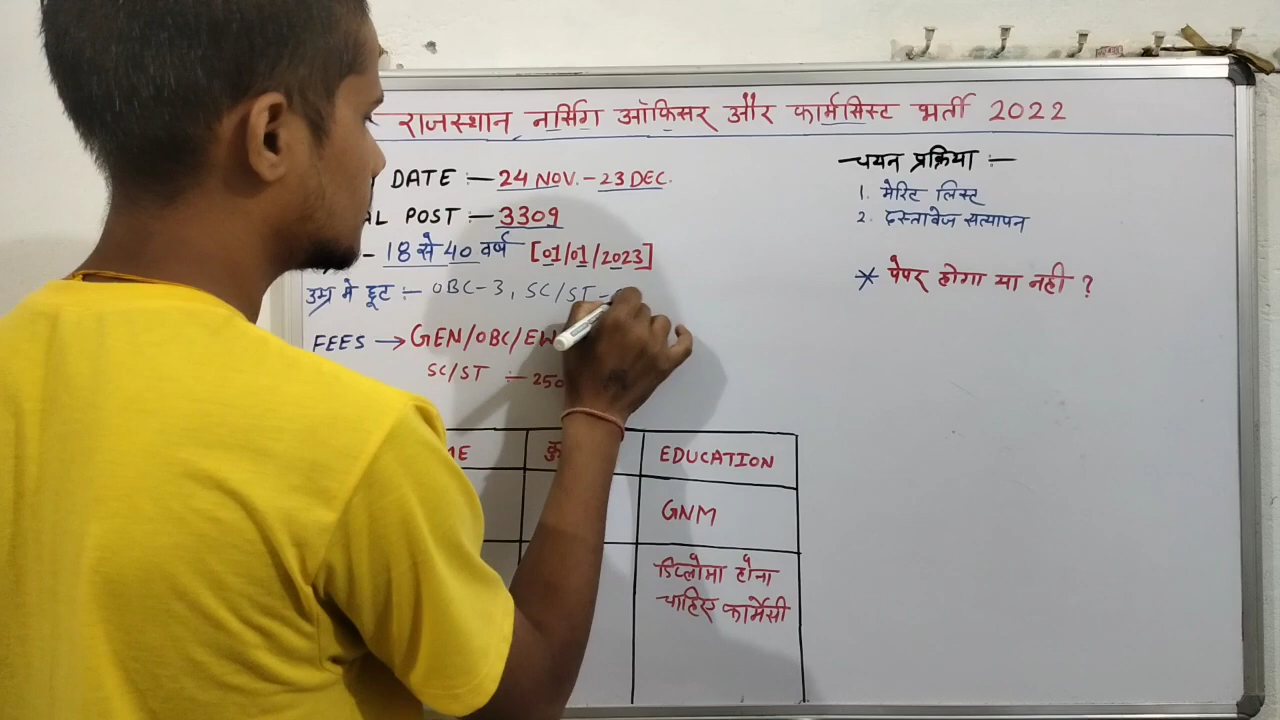 राजस्थान नर्सिंग ऑफिसर और फार्मसिस्ट भर्ती 2022
DATE :- 24 NOV. - 23 DEC.
POST :- 3309
- 18 से 40 वर्ष [01/01/2023]
उम्र मे छूट :- OBC-3, SC/ST-
FEES → GEN/OBC/EW
SC/ST :- 250
EDUCATION
GNM
डिप्लोमा होना
चाहिए फार्मेसी
चयन प्रक्रिया :-
1. मेरिट लिस्ट
2. दस्तावेज सत्यापन
* पेपर होगा या नही ?